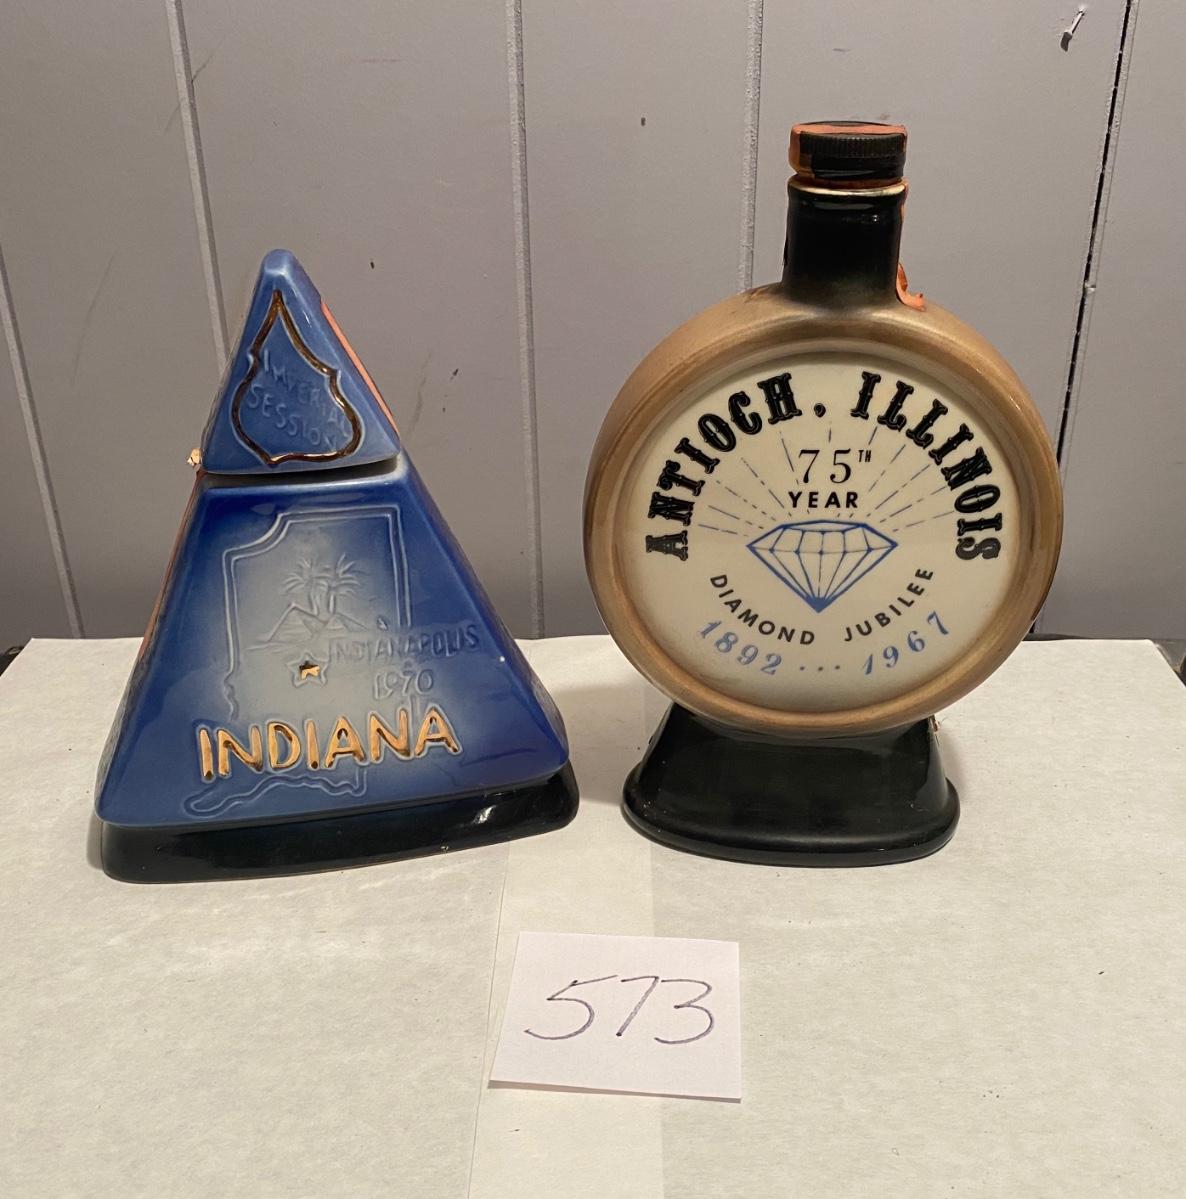 IMPERIAL
SESSION
INDIANAPOLIS
1970
INDIANA
ANTIOCH, ILLINOIS
75TH
YEAR
DIAMOND JUBILEE
1892...1967
573